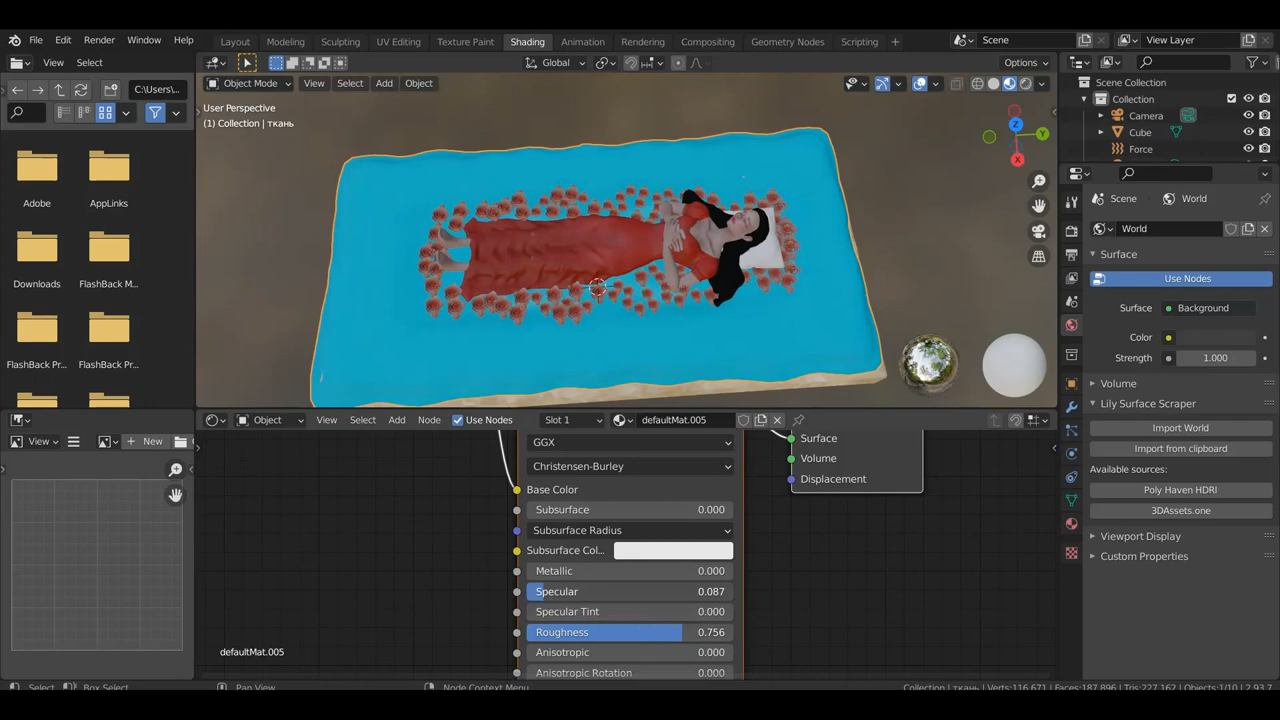 File Edit Render Window Help
Layout Modeling Sculpting UV Editing Texture Paint Shading Animation Rendering Compositing Geometry Nodes Scripting +
Scene
View Layer
View Select
Global
Options
C:\Users\...
Object Mode View Select Add Object
User Perspective
(1) Collection | ткань
Z
Y
X
Scene Collection
Collection
Camera
Cube
Force
Adobe
AppLinks
Downloads
FlashBack M...
FlashBack Pr...
FlashBack Pr...
Scene
World
World
Surface
Use Nodes
Surface
Background
Color
Strength
1.000
Volume
Lily Surface Scraper
Import World
Import from clipboard
Available sources:
Poly Haven HDRI
3DAssets.one
Viewport Display
Custom Properties
Object View Select Add Node Use Nodes Slot 1 defaultMat.005
View
New
GGX
Christensen-Burley
Base Color
Subsurface 0.000
Subsurface Radius
Subsurface Col...
Metallic 0.000
Specular 0.087
Specular Tint 0.000
Roughness 0.756
Anisotropic 0.000
Anisotropic Rotation 0.000
Surface
Volume
Displacement
defaultMat.005
Select
Box Select
Pan View
Node Context Menu
Collection | ткань | Verts:116,671 | Faces:187,896 | Tris:227,162 | Objects:1/10 | 2.93.7